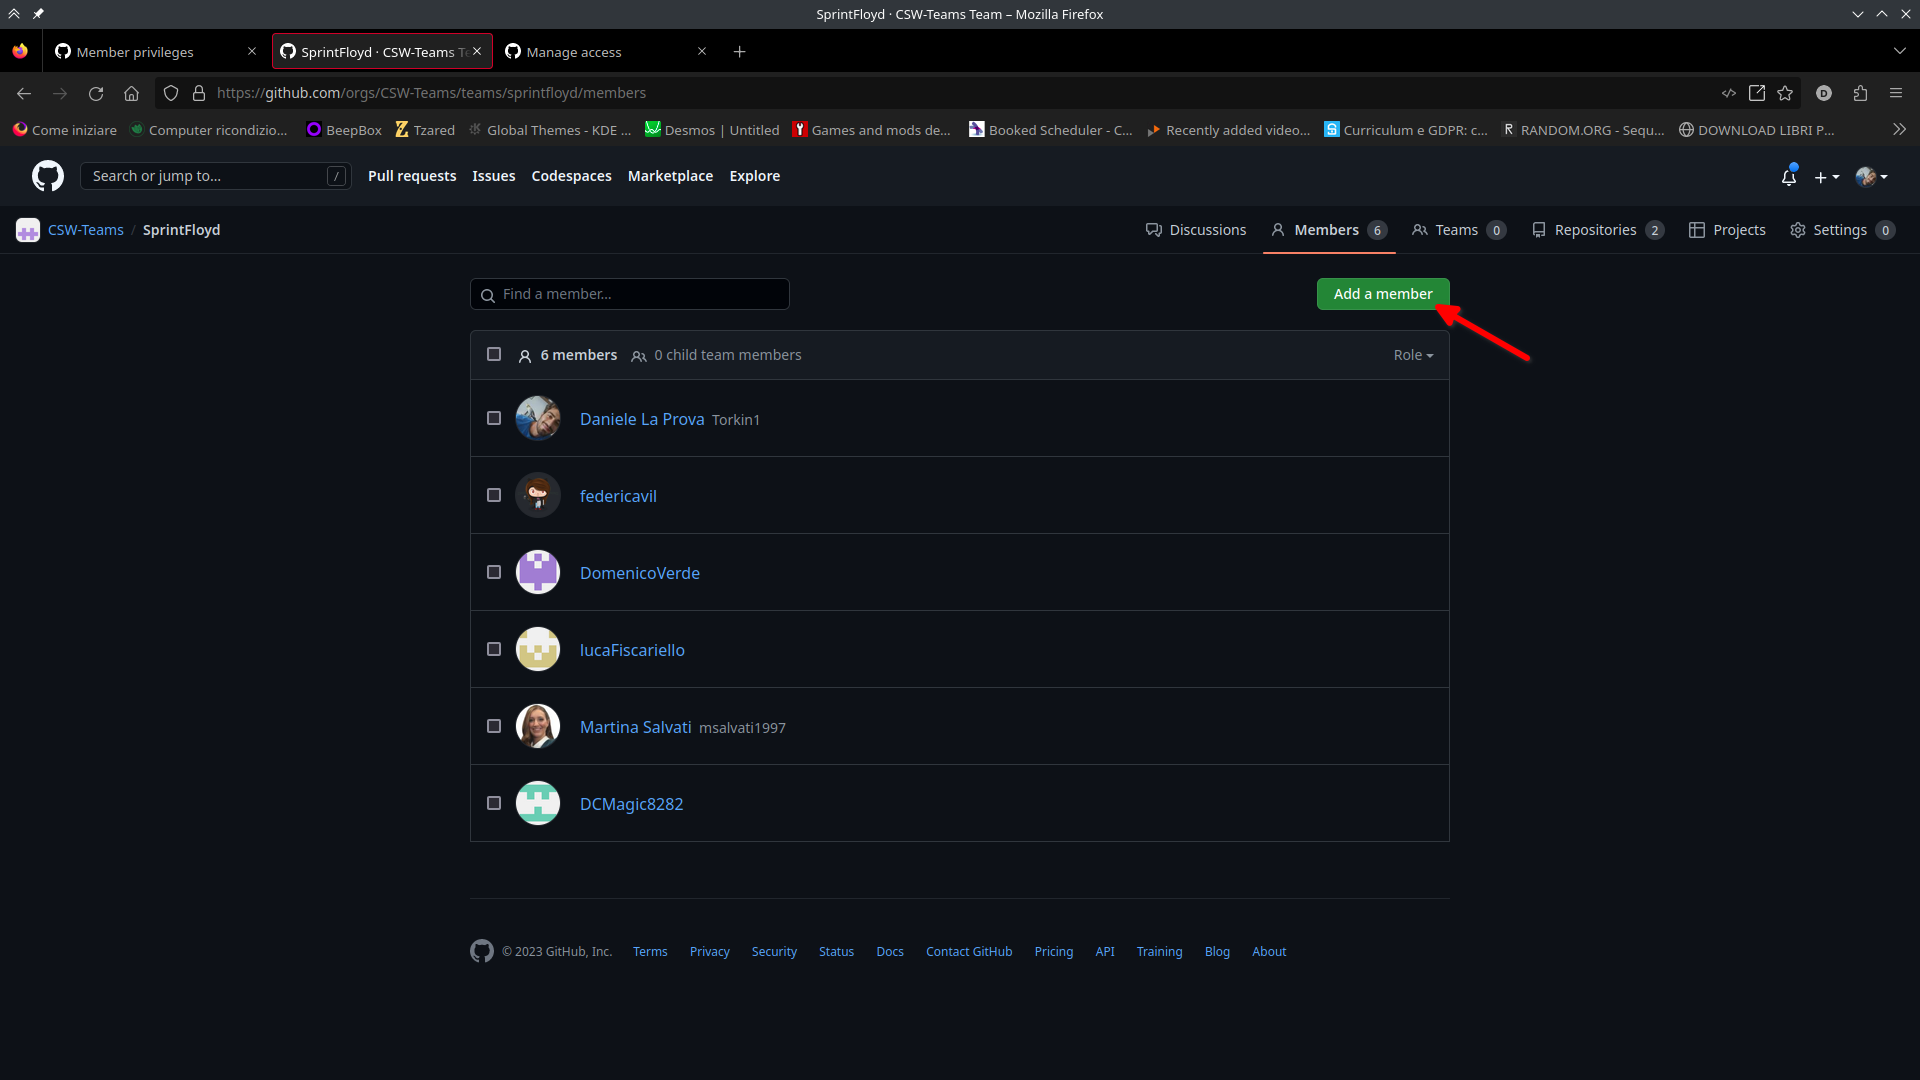 SprintFloyd · CSW-Teams Team – Mozilla Firefox
Member privileges
SprintFloyd · CSW-Teams Te
Manage access
https://github.com/orgs/CSW-Teams/teams/sprintfloyd/members
D
Come iniziare
Computer ricondizio...
BeepBox
Tzared
Global Themes - KDE ...
Desmos | Untitled
Games and mods de...
Booked Scheduler - C...
Recently added video...
Curriculum e GDPR: c...
R RANDOM.ORG - Sequ...
DOWNLOAD LIBRI P...
Search or jump to... /
Pull requests
Issues
Codespaces
Marketplace
Explore
CSW-Teams / SprintFloyd
Discussions
Members 6
Teams 0
Repositories 2
Projects
Settings 0
Find a member...
Add a member
6 members
0 child team members
Role
Daniele La Prova Torkin1
federicavil
DomenicoVerde
lucaFiscariello
Martina Salvati msalvati1997
DCMagic8282
© 2023 GitHub, Inc.
Terms
Privacy
Security
Status
Docs
Contact GitHub
Pricing
API
Training
Blog
About